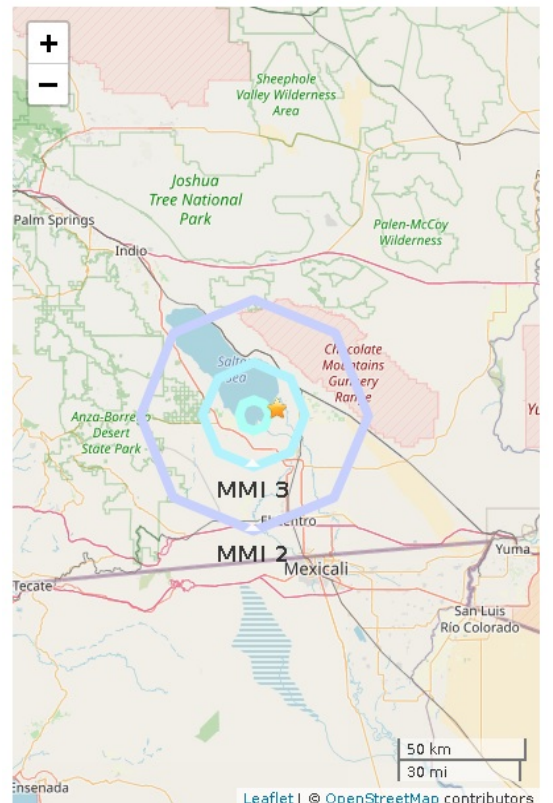 +
−
Sheephole
Valley Wilderness
Area
Joshua
Tree National
Park
Palm Springs
Palen-McCoy
Wilderness
Indio
Salton
Sea
Chocolate
Mountains
Gunnery
Range
Yu
Anza-Borrego
Desert
State Park
MMI 3
El Centro
MMI 2
Mexicali
Yuma
Tecate
San Luis
Río Colorado
50 km
30 mi
Ensenada
Leaflet | © OpenStreetMap contributors